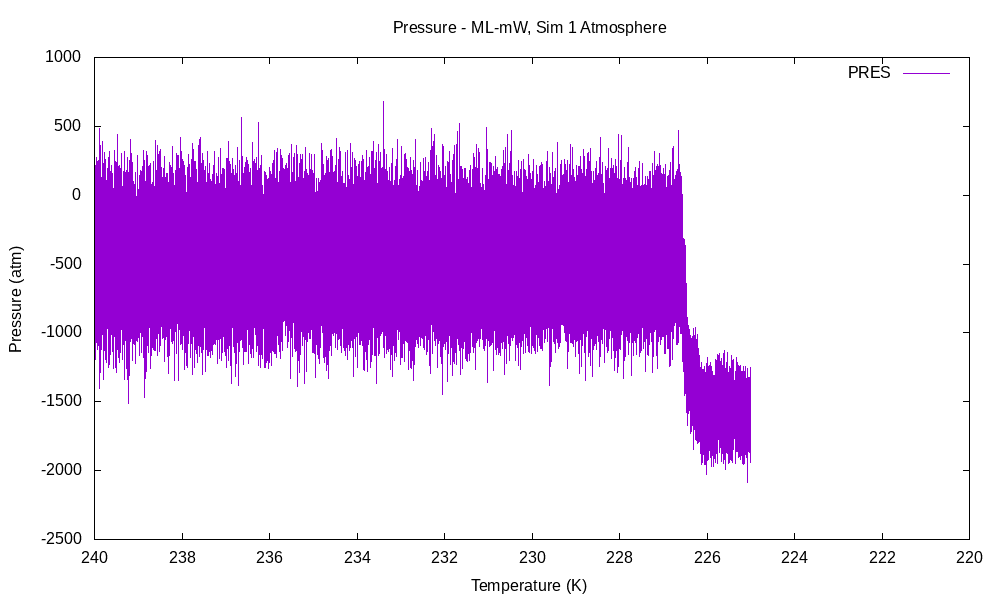 Pressure - ML-mW, Sim 1 Atmosphere
PRES
1000
500
0
-500
-1000
-1500
-2000
-2500
Pressure (atm)
240 238 236 234 232 230 228 226 224 222 220
Temperature (K)